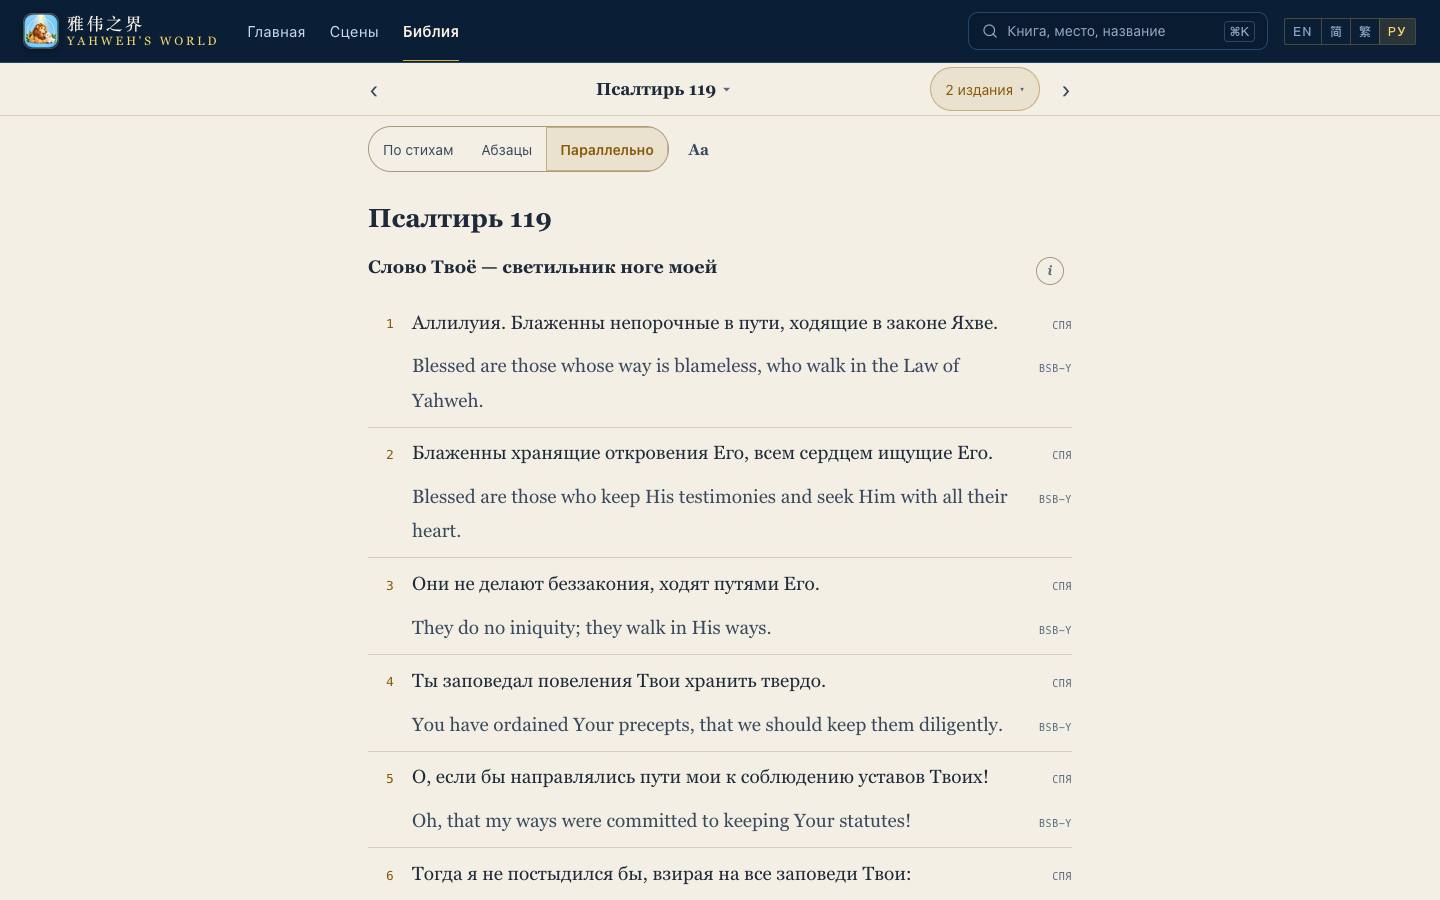 雅伟之界
YAHWEH'S WORLD
Главная
Сцены
Библия
Книга, место, название
⌘K
EN
简
繁
РУ
‹
Псалтирь 119
2 издания
›
По стихам
Абзацы
Параллельно
Aa
Псалтирь 119
Слово Твоё — светильник ноге моей
i
1 Аллилуия. Блаженны непорочные в пути, ходящие в законе Яхве. СПЯ
Blessed are those whose way is blameless, who walk in the Law of BSB-Y
Yahweh.
2 Блаженны хранящие откровения Его, всем сердцем ищущие Его. СПЯ
Blessed are those who keep His testimonies and seek Him with all their BSB-Y
heart.
3 Они не делают беззакония, ходят путями Его. СПЯ
They do no iniquity; they walk in His ways. BSB-Y
4 Ты заповедал повеления Твои хранить твердо. СПЯ
You have ordained Your precepts, that we should keep them diligently. BSB-Y
5 О, если бы направлялись пути мои к соблюдению уставов Твоих! СПЯ
Oh, that my ways were committed to keeping Your statutes! BSB-Y
6 Тогда я не постыдился бы, взирая на все заповеди Твои: СПЯ